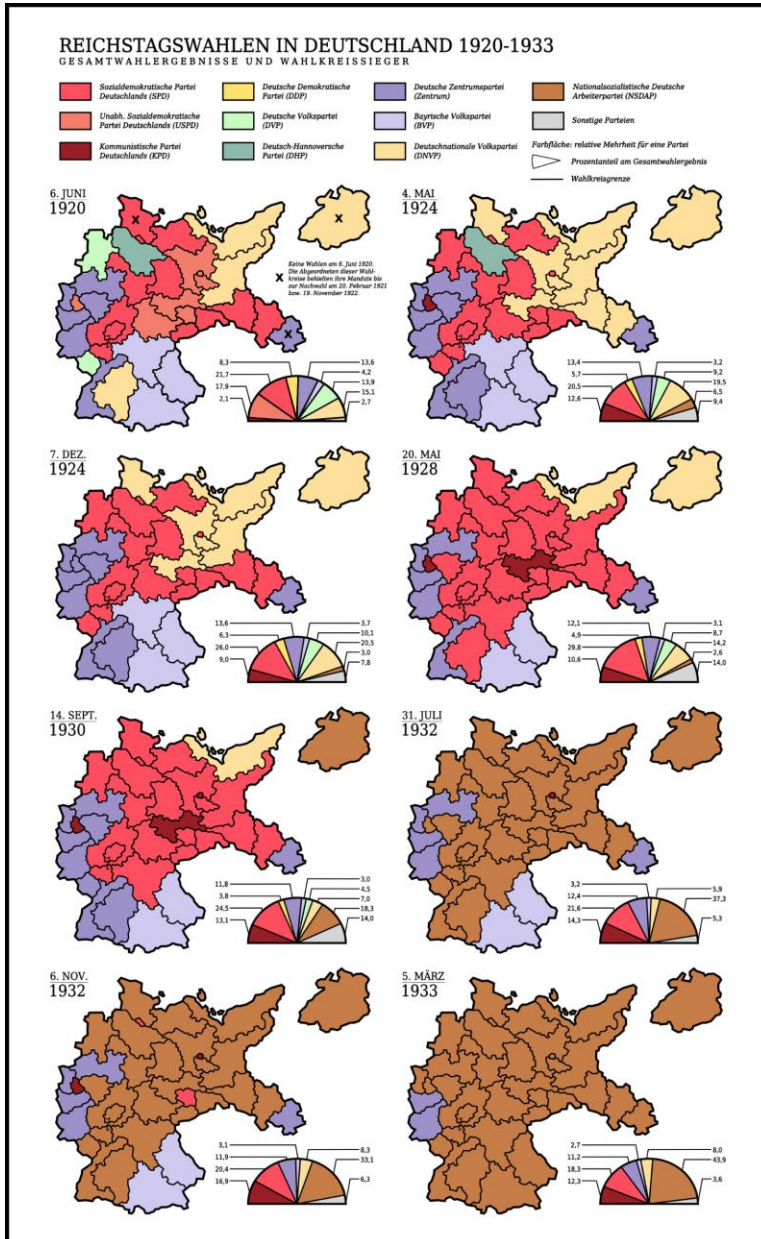 REICHSTAGSWAHLEN IN DEUTSCHLAND 1920-1933
GESAMTWAHLERGEBNISSE UND WAHLKREISSIEGER
Sozialdemokratische Partei
Deutschlands (SPD)
Unabh. Sozialdemokratische
Partei Deutschlands (USPD)
Kommunistische Partei
Deutschlands (KPD)
Deutsche Demokratische
Partei (DDP)
Deutsche Volkspartei
(DVP)
Deutsch-Hannoversche
Partei (DHP)
Deutsche Zentrumspartei
(Zentrum)
Bayrische Volkspartei
(BVP)
Deutschnationale Volkspartei
(DNVP)
Nationalsozialistische Deutsche
Arbeiterpartei (NSDAP)
Sonstige Parteien
Farbfläche: relative Mehrheit für eine Partei
Prozentanteil am Gesamtwahlergebnis
Wahlkreisgrenze
6. JUNI
1920
X
X
X
X
Keine Wahlen am 6. Juni 1920.
Die Abgeordneten dieser Wahl-
kreise behielten ihre Mandate bis
zur Nachwahl am 20. Februar 1921
bzw. 19. November 1922.
8,3
21,7
17,9
2,1
13,6
4,2
13,9
15,1
2,7
4. MAI
1924
13,4
5,7
20,5
12,6
3,2
9,2
19,5
6,5
9,4
7. DEZ.
1924
13,6
6,3
26,0
9,0
3,7
10,1
20,5
3,0
7,8
20. MAI
1928
12,1
4,9
29,8
10,6
3,1
8,7
14,2
2,6
14,0
14. SEPT.
1930
11,8
3,8
24,5
13,1
3,0
4,5
7,0
18,3
14,0
31. JULI
1932
3,2
12,4
21,6
14,3
5,9
37,3
5,3
6. NOV.
1932
3,1
11,9
20,4
16,9
8,3
33,1
6,3
5. MÄRZ
1933
2,7
11,2
18,3
12,3
8,0
43,9
3,6